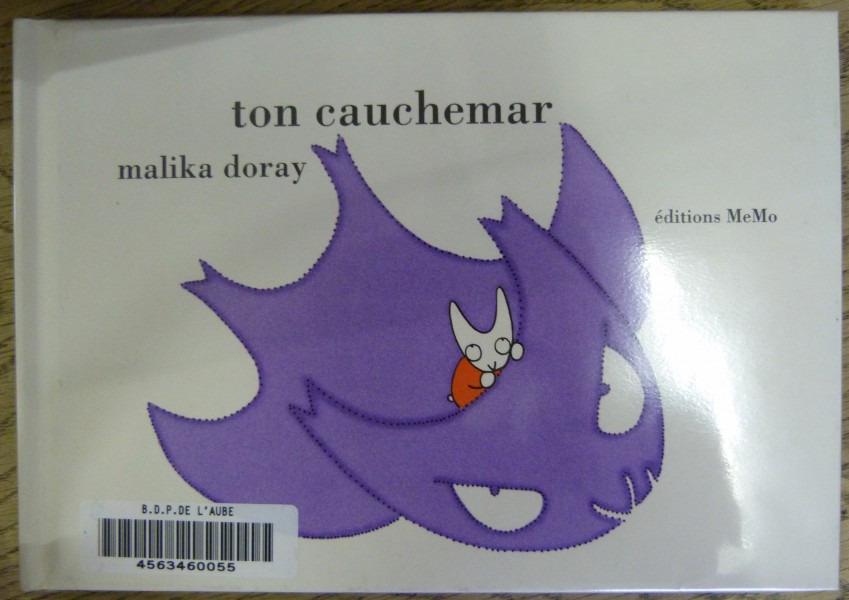 ton cauchemar
malika doray
éditions MeMo
B.D.P.DE L'AUBE
4563460055